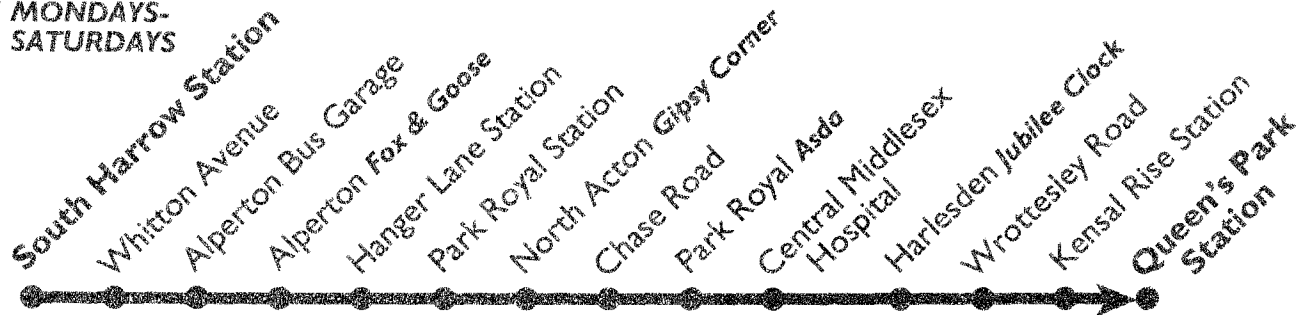 MONDAYS-
SATURDAYS
South Harrow Station
Whitton Avenue
Alperton Bus Garage
Alperton Fox & Goose
Hanger Lane Station
Park Royal Station
North Acton Gipsy Corner
Chase Road
Park Royal Asda
Central Middlesex
Hospital
Harlesden Jubilee Clock
Wrottesley Road
Kensal Rise Station
Queen's Park
Station